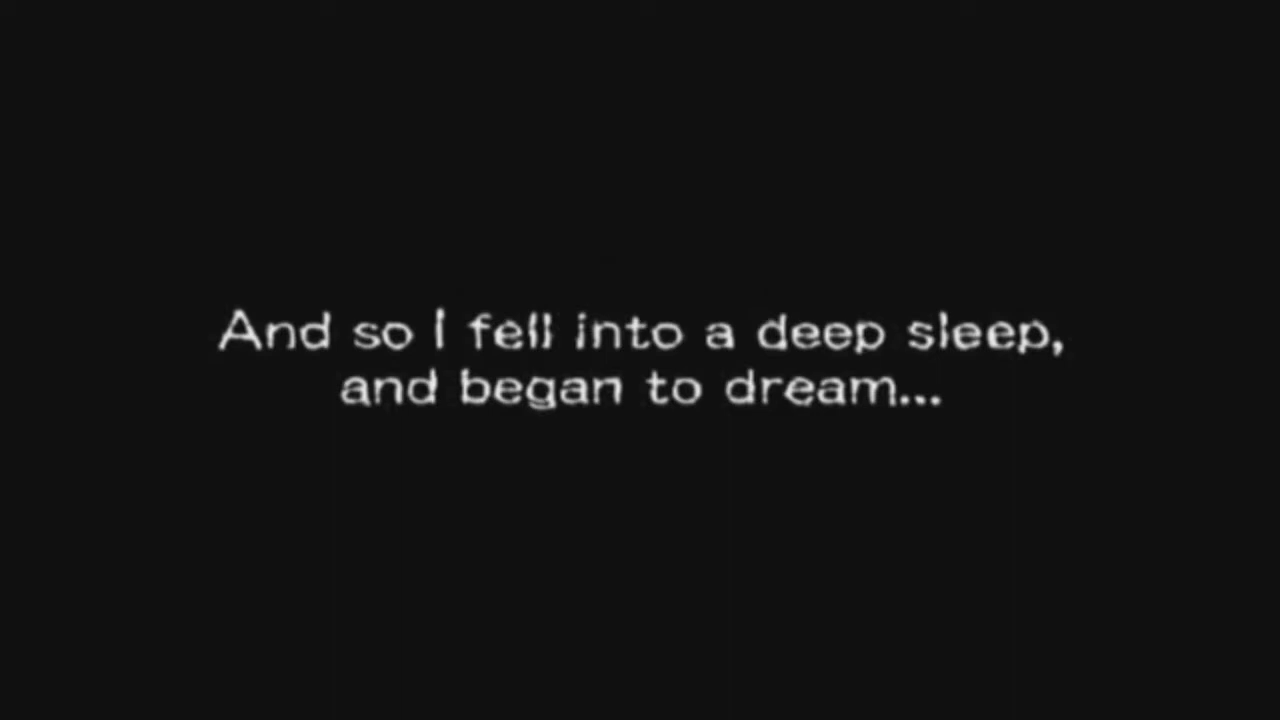 And so I fell into a deep sleep,
and began to dream...